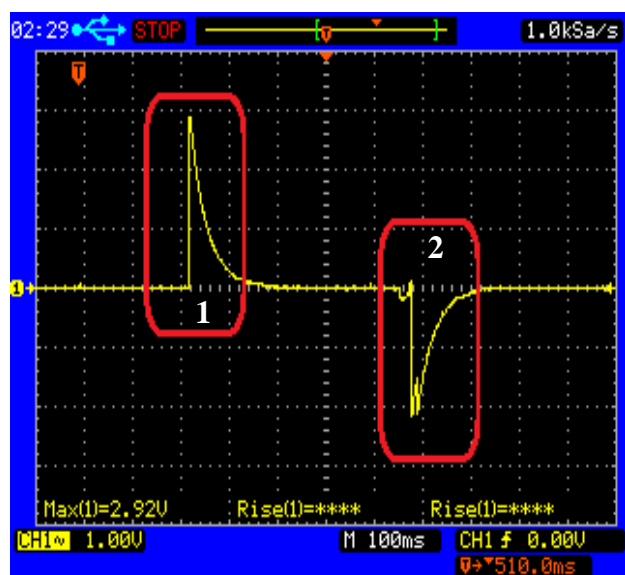 02:29 STOP T 1.0kSa/s
T
2
1
1
Max(1)=2.92V Rise(1)=**** Rise(1)=****
CH1~ 1.00V M 100ms CH1 0.00V
▼510.0ms